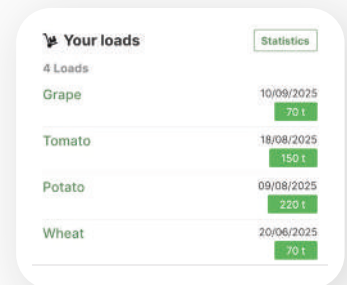 Your loads
Statistics
4 Loads
Grape
10/09/2025
70 t
Tomato
18/08/2025
150 t
Potato
09/08/2025
220 t
Wheat
20/06/2025
70 t